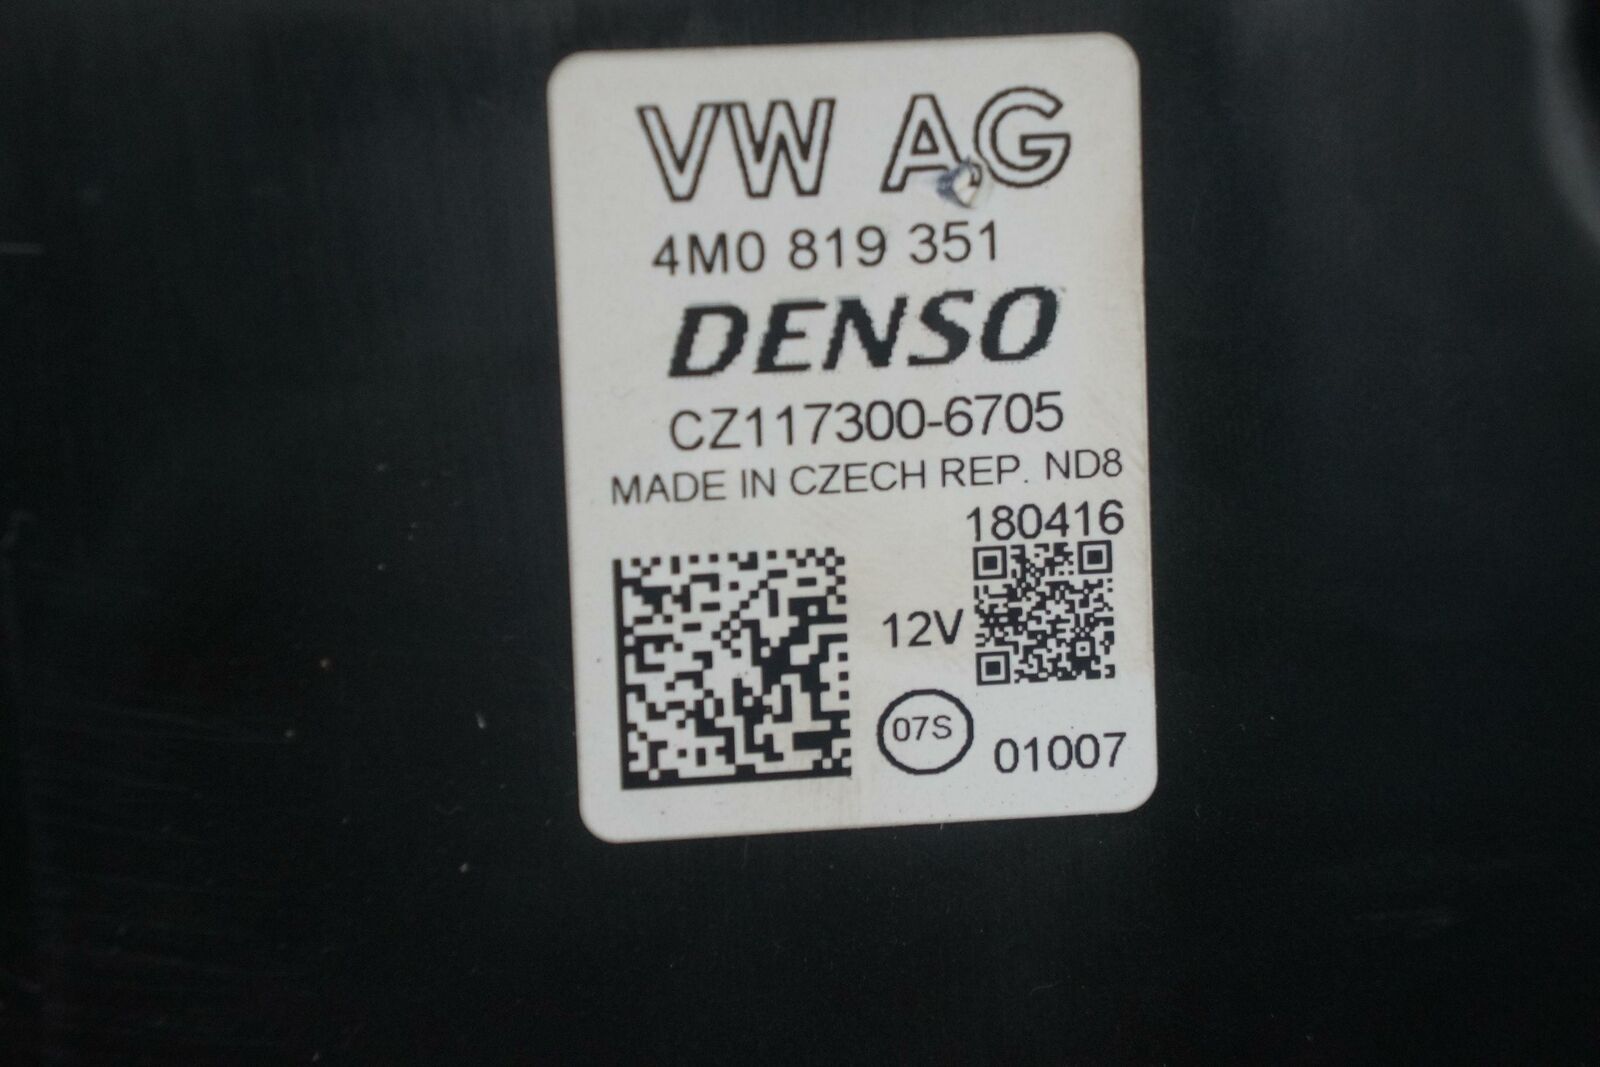 VW AG
4M0 819 351
DENSO
CZ117300-6705
MADE IN CZECH REP. ND8
180416
12V
07S
01007